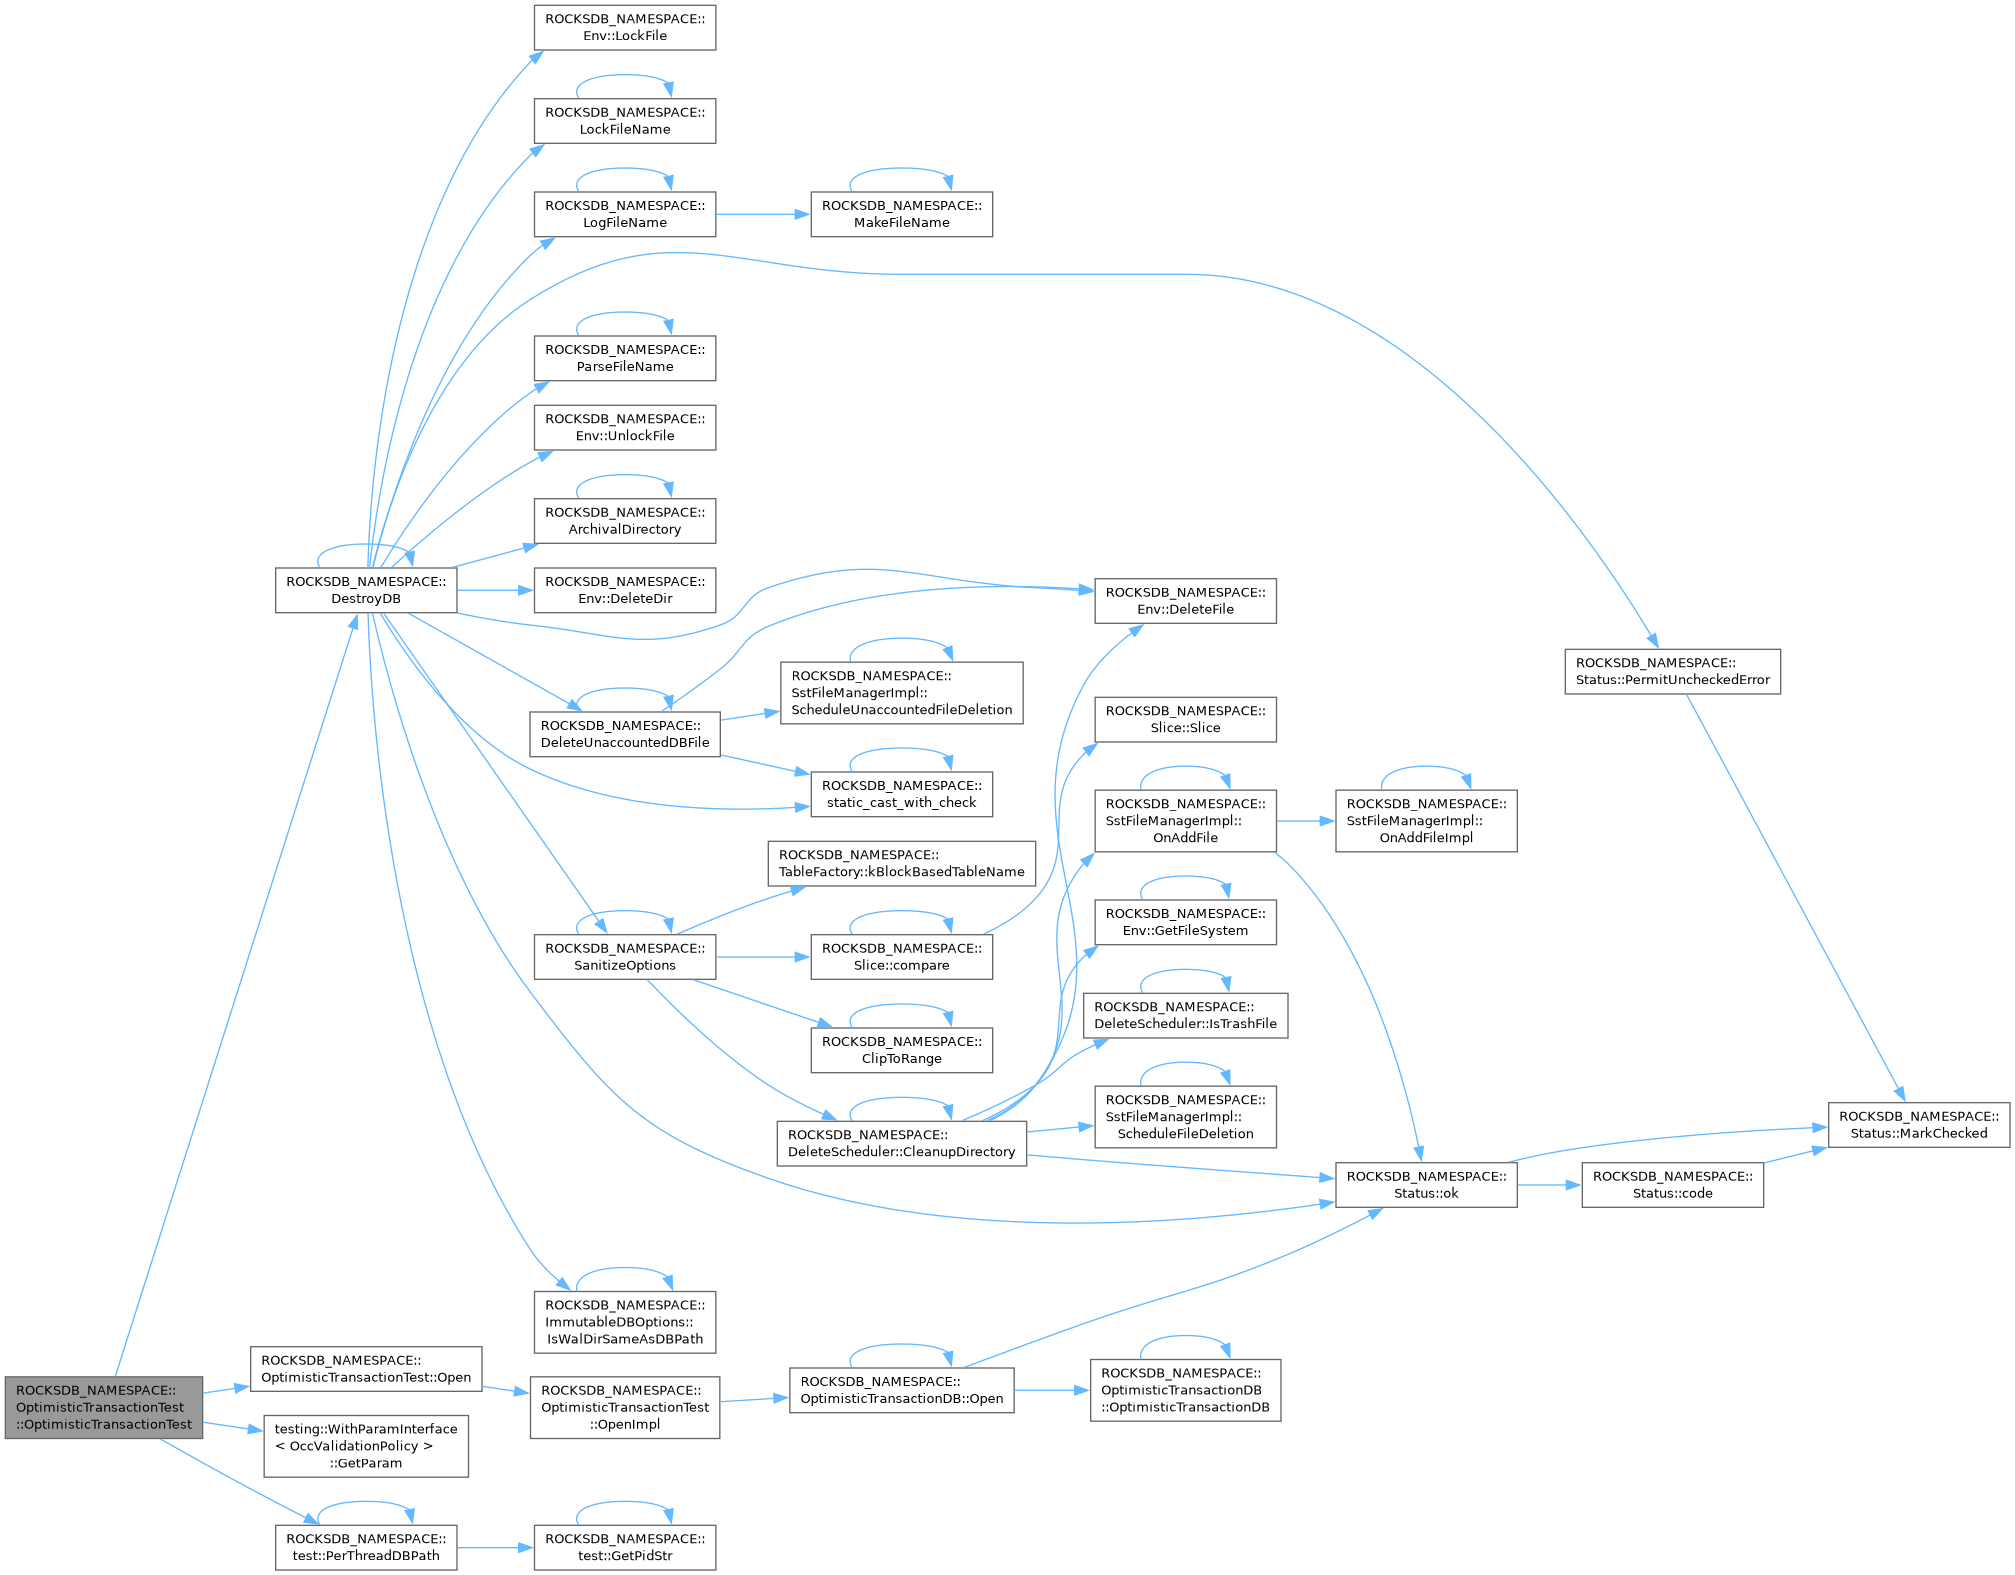 ROCKSDB_NAMESPACE::
Env::LockFile
ROCKSDB_NAMESPACE::
LockFileName
ROCKSDB_NAMESPACE::
LogFileName
ROCKSDB_NAMESPACE::
MakeFileName
ROCKSDB_NAMESPACE::
ParseFileName
ROCKSDB_NAMESPACE::
Env::UnlockFile
ROCKSDB_NAMESPACE::
ArchivalDirectory
ROCKSDB_NAMESPACE::
DestroyDB
ROCKSDB_NAMESPACE::
Env::DeleteDir
ROCKSDB_NAMESPACE::
Env::DeleteFile
ROCKSDB_NAMESPACE::
Status::PermitUncheckedError
ROCKSDB_NAMESPACE::
SstFileManagerImpl::
ScheduleUnaccountedFileDeletion
ROCKSDB_NAMESPACE::
DeleteUnaccountedDBFile
ROCKSDB_NAMESPACE::
Slice::Slice
ROCKSDB_NAMESPACE::
static_cast_with_check
ROCKSDB_NAMESPACE::
SstFileManagerImpl::
OnAddFile
ROCKSDB_NAMESPACE::
SstFileManagerImpl::
OnAddFileImpl
ROCKSDB_NAMESPACE::
TableFactory::kBlockBasedTableName
ROCKSDB_NAMESPACE::
Env::GetFileSystem
ROCKSDB_NAMESPACE::
SanitizeOptions
ROCKSDB_NAMESPACE::
Slice::compare
ROCKSDB_NAMESPACE::
DeleteScheduler::IsTrashFile
ROCKSDB_NAMESPACE::
ClipToRange
ROCKSDB_NAMESPACE::
SstFileManagerImpl::
ScheduleFileDeletion
ROCKSDB_NAMESPACE::
Status::MarkChecked
ROCKSDB_NAMESPACE::
DeleteScheduler::CleanupDirectory
ROCKSDB_NAMESPACE::
Status::ok
ROCKSDB_NAMESPACE::
Status::code
ROCKSDB_NAMESPACE::
ImmutableDBOptions::
IsWalDirSameAsDBPath
ROCKSDB_NAMESPACE::
OptimisticTransactionTest::Open
ROCKSDB_NAMESPACE::
OptimisticTransactionTest
::OptimisticTransactionTest
ROCKSDB_NAMESPACE::
OptimisticTransactionTest
::OpenImpl
ROCKSDB_NAMESPACE::
OptimisticTransactionDB::Open
ROCKSDB_NAMESPACE::
OptimisticTransactionDB
::OptimisticTransactionDB
testing::WithParamInterface
< OccValidationPolicy >
::GetParam
ROCKSDB_NAMESPACE::
test::PerThreadDBPath
ROCKSDB_NAMESPACE::
test::GetPidStr